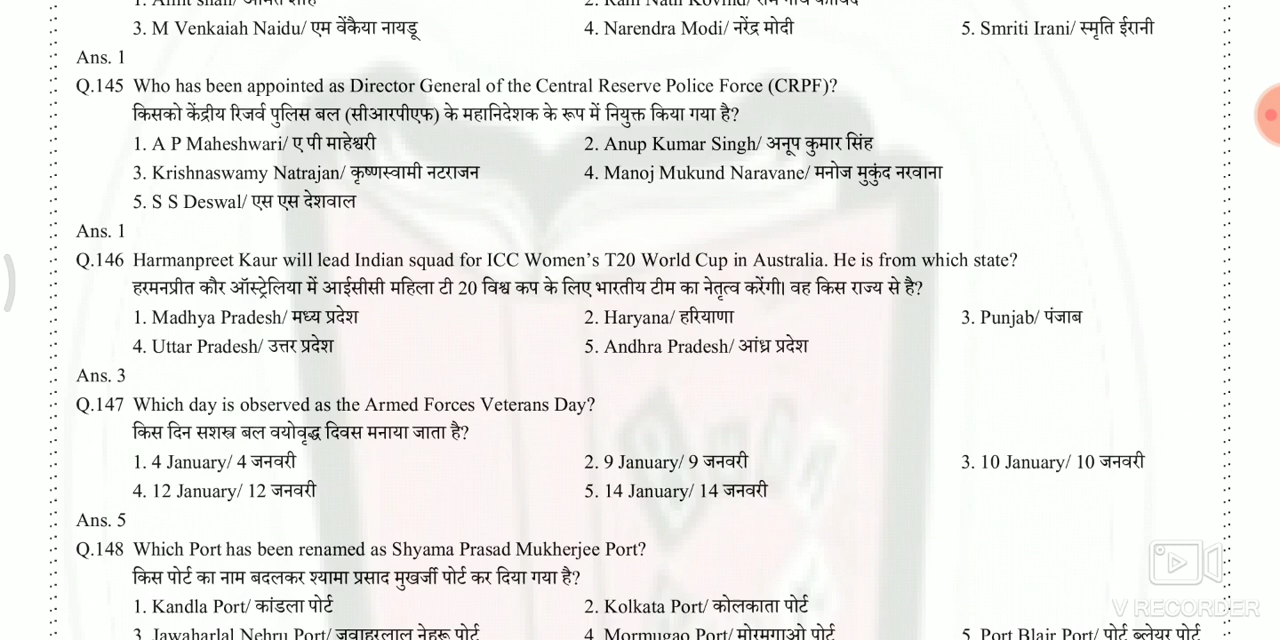 3. M Venkaiah Naidu/ एम वेंकैया नायडू 4. Narendra Modi/ नरेंद्र मोदी 5. Smriti Irani/ स्मृति ईरानी
Ans. 1
Q.145 Who has been appointed as Director General of the Central Reserve Police Force (CRPF)?
किसको केंद्रीय रिजर्व पुलिस बल (सीआरपीएफ) के महानिदेशक के रूप में नियुक्त किया गया है?
1. A P Maheshwari/ ए पी माहेश्वरी 2. Anup Kumar Singh/ अनूप कुमार सिंह
3. Krishnaswamy Natrajan/ कृष्णस्वामी नटराजन 4. Manoj Mukund Naravane/ मनोज मुकुंद नरवाना
5. S S Deswal/ एस एस देशवाल
Ans. 1
Q.146 Harmanpreet Kaur will lead Indian squad for ICC Women’s T20 World Cup in Australia. He is from which state?
हरमनप्रीत कौर ऑस्ट्रेलिया में आईसीसी महिला टी 20 विश्व कप के लिए भारतीय टीम का नेतृत्व करेंगी। वह किस राज्य से है?
1. Madhya Pradesh/ मध्य प्रदेश 2. Haryana/ हरियाणा 3. Punjab/ पंजाब
4. Uttar Pradesh/ उत्तर प्रदेश 5. Andhra Pradesh/ आंध्र प्रदेश
Ans. 3
Q.147 Which day is observed as the Armed Forces Veterans Day?
किस दिन सशस्त्र बल वयोवृद्ध दिवस मनाया जाता है?
1. 4 January/ 4 जनवरी 2. 9 January/ 9 जनवरी 3. 10 January/ 10 जनवरी
4. 12 January/ 12 जनवरी 5. 14 January/ 14 जनवरी
Ans. 5
Q.148 Which Port has been renamed as Shyama Prasad Mukherjee Port?
किस पोर्ट का नाम बदलकर श्यामा प्रसाद मुखर्जी पोर्ट कर दिया गया है?
1. Kandla Port/ कांडला पोर्ट 2. Kolkata Port/ कोलकाता पोर्ट
3. Jawaharlal Nehru Port/ जवाहरलाल नेहरू पोर्ट 4. Mormugao Port/ मोरमुगाओ पोर्ट 5. Port Blair Port/ पोर्ट ब्लेयर पोर्ट
V RECORDER